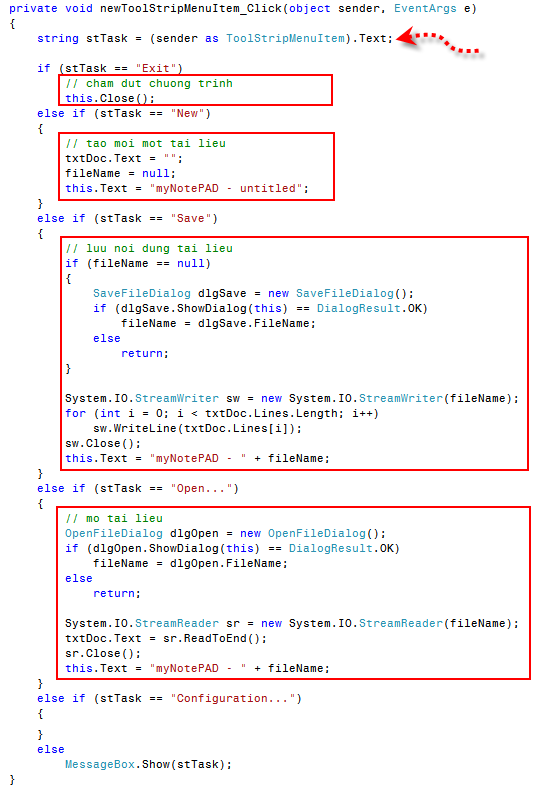 private void newToolStripMenuItem_Click(object sender, EventArgs e)
{
    string stTask = (sender as ToolStripMenuItem).Text;

    if (stTask == "Exit")
        // cham dut chuong trinh
        this.Close();
    else if (stTask == "New")
    {
        // tao moi mot tai lieu
        txtDoc.Text = "";
        fileName = null;
        this.Text = "myNotePAD - untitled";
    }
    else if (stTask == "Save")
    {
        // luu noi dung tai lieu
        if (fileName == null)
        {
            SaveFileDialog dlgSave = new SaveFileDialog();
            if (dlgSave.ShowDialog(this) == DialogResult.OK)
                fileName = dlgSave.FileName;
            else
                return;
        }

        System.IO.StreamWriter sw = new System.IO.StreamWriter(fileName);
        for (int i = 0; i < txtDoc.Lines.Length; i++)
            sw.WriteLine(txtDoc.Lines[i]);
        sw.Close();
        this.Text = "myNotePAD - " + fileName;
    }
    else if (stTask == "Open...")
    {
        // mo tai lieu
        OpenFileDialog dlgOpen = new OpenFileDialog();
        if (dlgOpen.ShowDialog(this) == DialogResult.OK)
            fileName = dlgOpen.FileName;
        else
            return;

        System.IO.StreamReader sr = new System.IO.StreamReader(fileName);
        txtDoc.Text = sr.ReadToEnd();
        sr.Close();
        this.Text = "myNotePAD - " + fileName;
    }
    else if (stTask == "Configuration...")
    {

    }
    else
        MessageBox.Show(stTask);
}